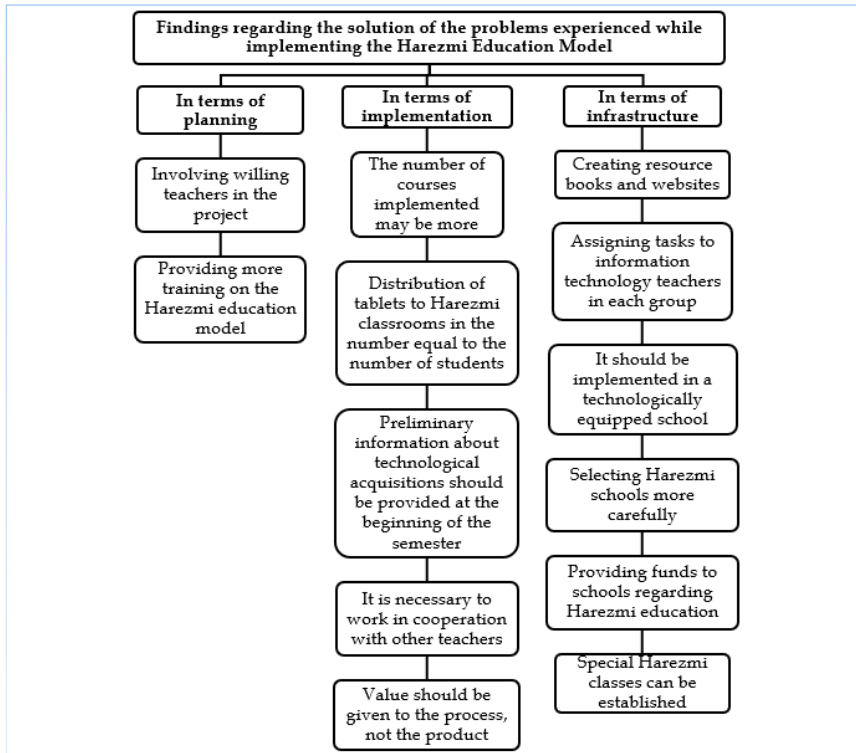 Findings regarding the solution of the problems experienced while
implementing the Harezmi Education Model
In terms of
planning
Involving willing
teachers in the
project
Providing more
training on the
Harezmi education
model
In terms of
implementation
The number of
courses
implemented
may be more
Distribution of
tablets to Harezmi
classrooms in the
number equal to the
number of students
Preliminary
information about
technological
acquisitions should
be provided at the
beginning of the
semester
It is necessary to
work in cooperation
with other teachers
Value should be
given to the process,
not the product
In terms of
infrastructure
Creating resource
books and websites
Assigning tasks to
information
technology teachers
in each group
It should be
implemented in a
technologically
equipped school
Selecting Harezmi
schools more
carefully
Providing funds to
schools regarding
Harezmi education
Special Harezmi
classes can be
established